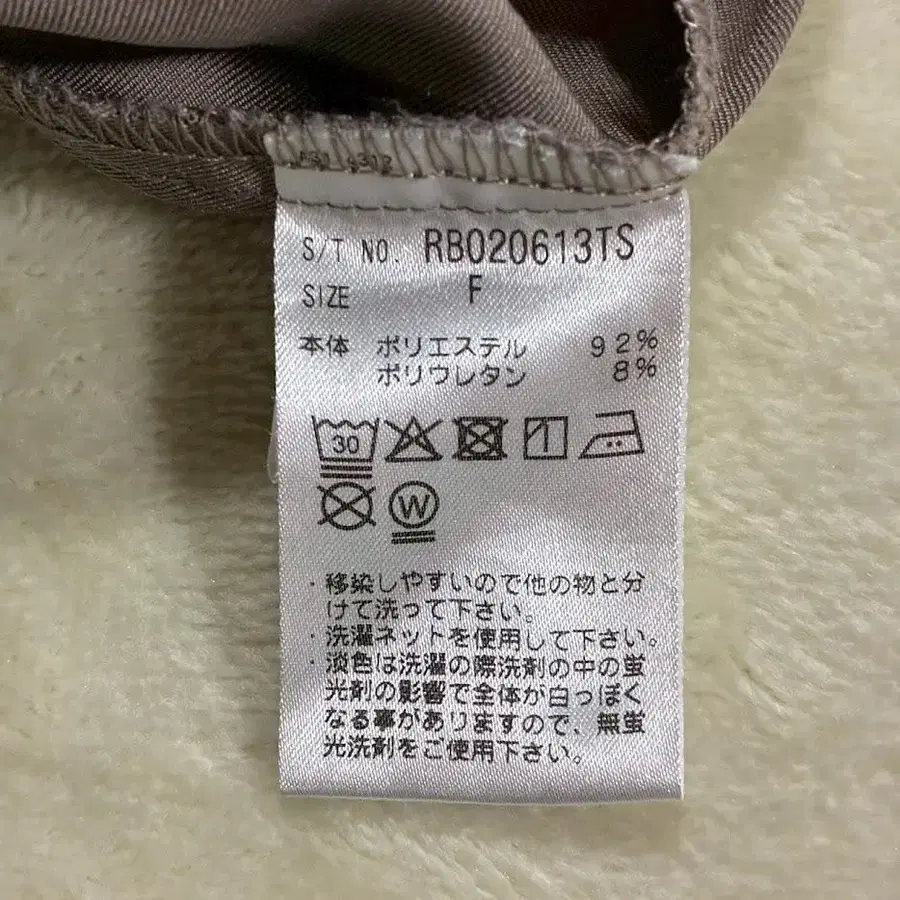 S/T NO. RB020613TS
SIZE F
本体 ポリエステル 92%
ポリウレタン 8%
30
W
・移染しやすいので他の物と分
けて洗って下さい。
・洗濯ネットを使用して下さい。
・淡色は洗濯の際洗剤の中の蛍
光剤の影響で全体が白っぽく
なる事がありますので、無蛍
光洗剤をご使用下さい。